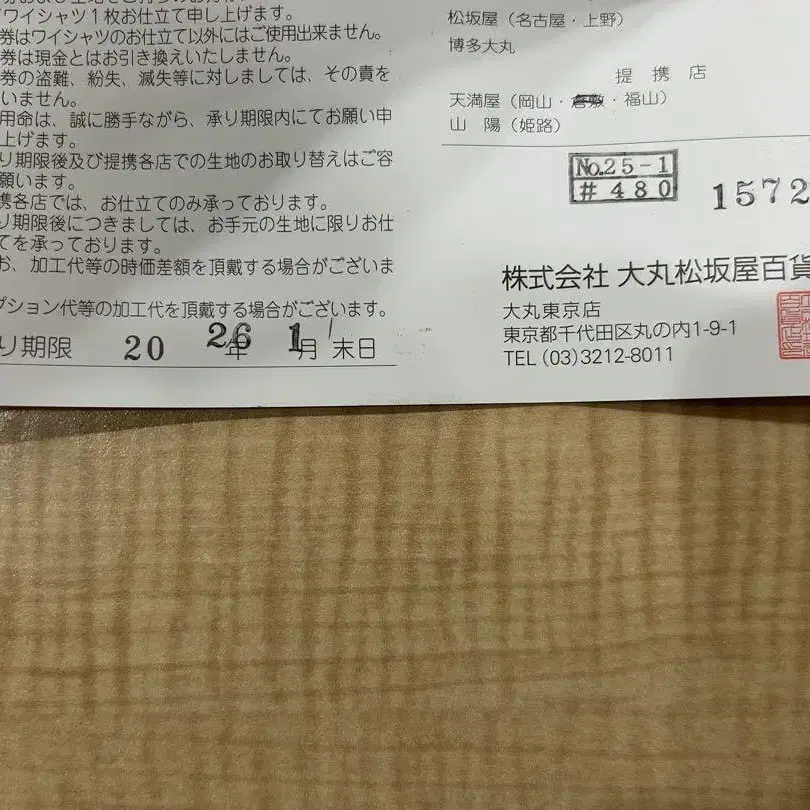 ワイシャツ1枚お仕立て申し上げます。
券はワイシャツのお仕立て以外にはご使用出来ません。
券は現金とはお引き換えいたしません。
券の盗難、紛失、滅失等に対しましては、その責を
いません。
用命は、誠に勝手ながら、承り期限内にてお願い申
上げます。
り期限後及び提携各店での生地のお取り替えはご容
願います。
携各店では、お仕立てのみ承っております。
り期限後につきましては、お手元の生地に限りお仕
てを承っております。
お、加工代等の時価差額を頂戴する場合がございま
プション代等の加工代を頂戴する場合がございます。
り期限 20 26年 1月末日
松坂屋（名古屋・上野）
博多大丸
提携店
天満屋（岡山・倉敷・福山）
山陽（姫路）
No.25-1
#480
1572
株式会社 大丸松坂屋百貨
大丸東京店
東京都千代田区丸の内1-9-1
TEL (03)3212-8011